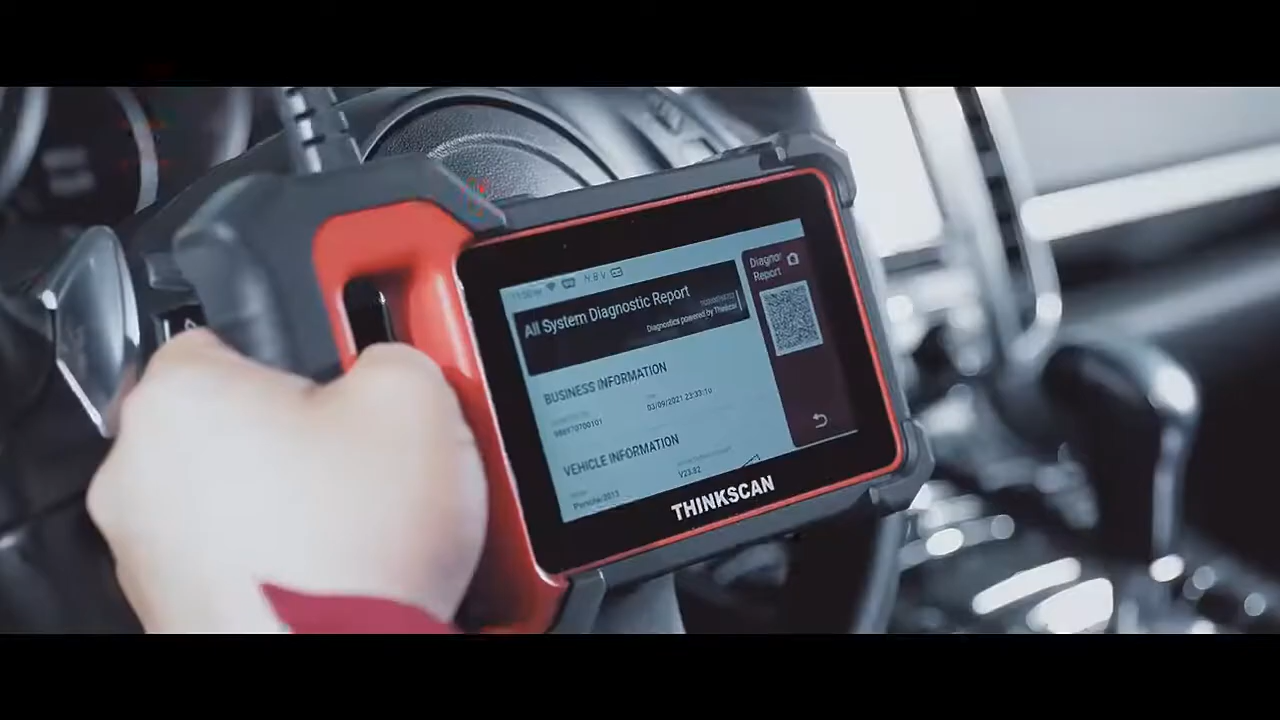 All System Diagnostic Report
Diagnostics powered by Thinkcar
BUSINESS INFORMATION
03/09/2021 23:33:10
VEHICLE INFORMATION
V23.82
Porsche/2013
Diagnor
Report
THINKSCAN